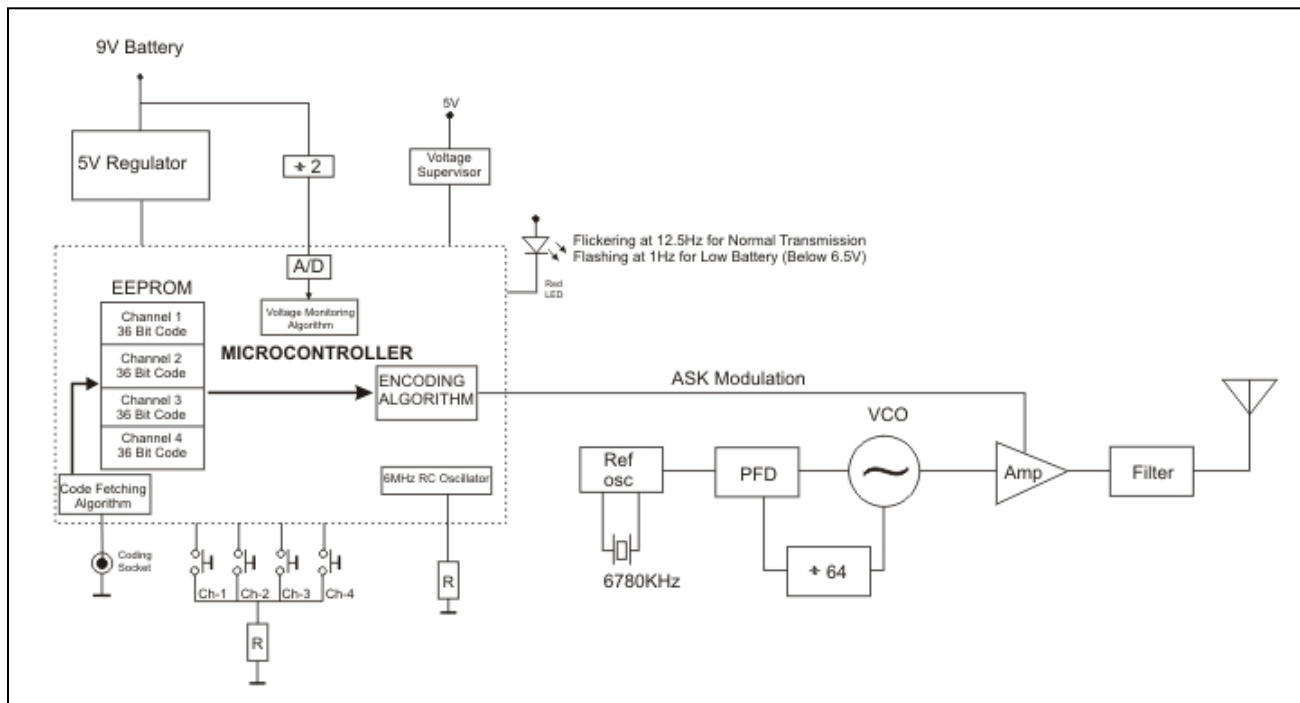 9V Battery
5V Regulator
÷ 2
5V
Voltage
Supervisor
Flickering at 12.5Hz for Normal Transmission
Flashing at 1Hz for Low Battery (Below 6.5V)
Red
LED
A/D
Voltage Monitoring
Algorithm
EEPROM
Channel 1
36 Bit Code
Channel 2
36 Bit Code
Channel 3
36 Bit Code
Channel 4
36 Bit Code
MICROCONTROLLER
ENCODING
ALGORITHM
ASK Modulation
Code Fetching
Algorithm
6MHz RC Oscillator
Coding
Socket
Ch-1
Ch-2
Ch-3
Ch-4
R
R
Ref
osc
6780KHz
PFD
VCO
÷ 64
Amp
Filter